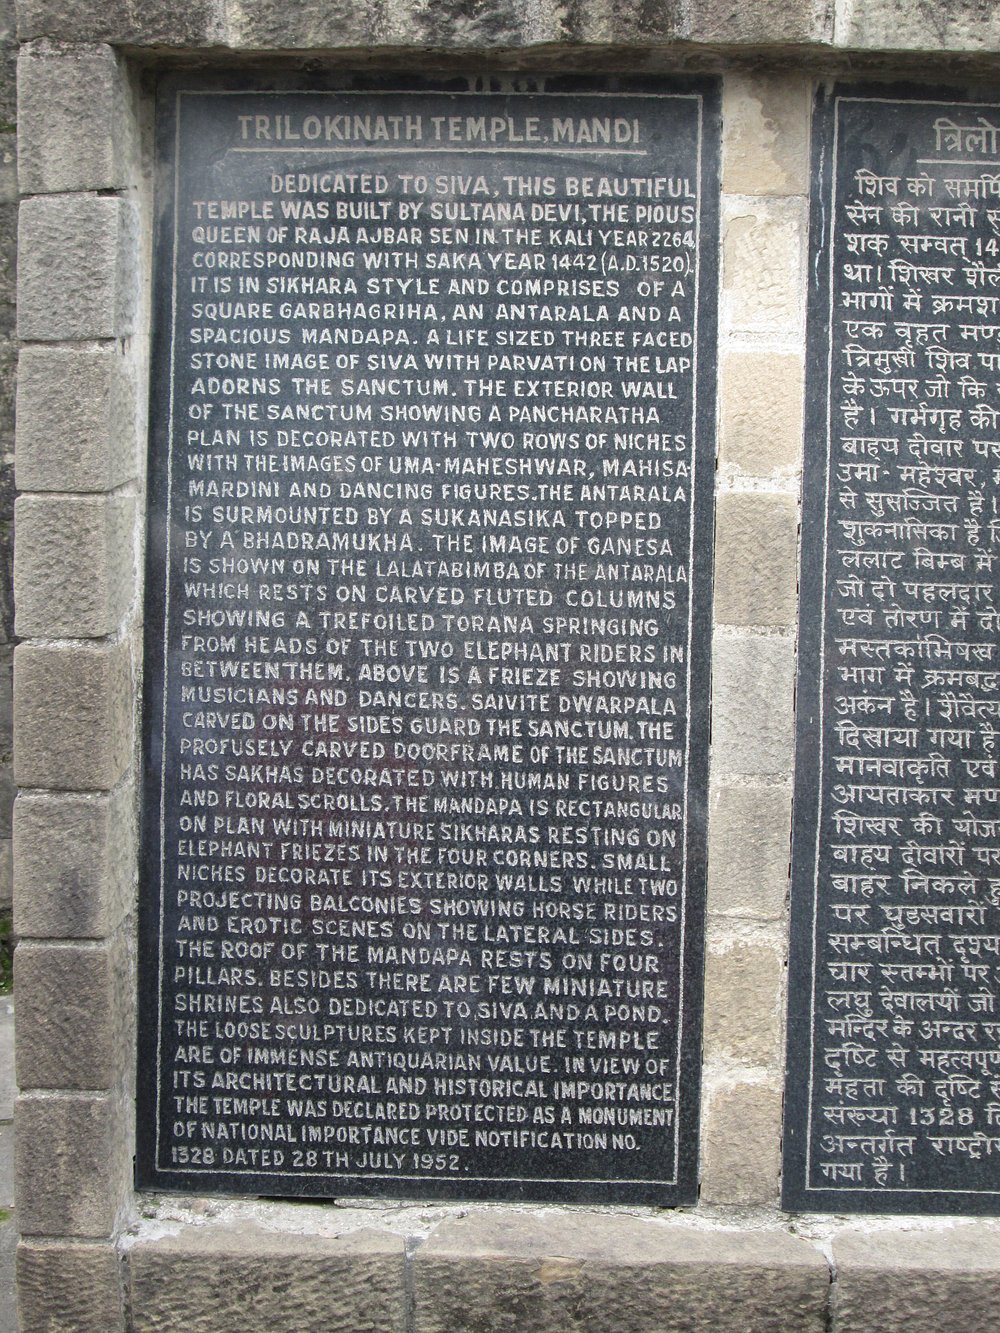 TRILOKINATH TEMPLE, MANDI
DEDICATED TO SIVA, THIS BEAUTIFUL
TEMPLE WAS BUILT BY SULTANA DEVI, THE PIOUS
QUEEN OF RAJA AJBAR SEN IN THE KALI YEAR 2264
CORRESPONDING WITH SAKA YEAR 1442 (A.D. 1520).
IT IS IN SIKHARA STYLE AND COMPRISES OF A
SQUARE GARBHAGRIHA, AN ANTARALA AND A
SPACIOUS MANDAPA. A LIFE SIZED THREE FACED
STONE IMAGE OF SIVA WITH PARVATI ON THE LAP
ADORNS THE SANCTUM. THE EXTERIOR WALL
OF THE SANCTUM SHOWING A PANCHARATHA
PLAN IS DECORATED WITH TWO ROWS OF NICHES
WITH THE IMAGES OF UMA-MAHESHWAR, MAHISA
MARDINI AND DANCING FIGURES. THE ANTARALA
IS SURMOUNTED BY A SUKANASIKA TOPPED
BY A BHADRAMUKHA. THE IMAGE OF GANESA
IS SHOWN ON THE LALATABIMBA OF THE ANTARALA
WHICH RESTS ON CARVED FLUTED COLUMNS
SHOWING A TREFOILED TORANA SPRINGING
FROM HEADS OF THE TWO ELEPHANT RIDERS IN
BETWEEN THEM. ABOVE IS A FRIEZE SHOWING
MUSICIANS AND DANCERS. SAIVITE DWARPALA
CARVED ON THE SIDES GUARD THE SANCTUM. THE
PROFUSELY CARVED DOORFRAME OF THE SANCTUM
HAS SAKHAS DECORATED WITH HUMAN FIGURES
AND FLORAL SCROLLS. THE MANDAPA IS RECTANGULAR
ON PLAN WITH MINIATURE SIKHARAS RESTING ON
ELEPHANT FRIEZES IN THE FOUR CORNERS. SMALL
NICHES DECORATE ITS EXTERIOR WALLS WHILE TWO
PROJECTING BALCONIES SHOWING HORSE RIDERS
AND EROTIC SCENES ON THE LATERAL SIDES.
THE ROOF OF THE MANDAPA RESTS ON FOUR
PILLARS. BESIDES THERE ARE FEW MINIATURE
SHRINES ALSO DEDICATED TO SIVA AND A POND.
THE LOOSE SCULPTURES KEPT INSIDE THE TEMPLE
ARE OF IMMENSE ANTIQUARIAN VALUE. IN VIEW OF
ITS ARCHITECTURAL AND HISTORICAL IMPORTANCE
THE TEMPLE WAS DECLARED PROTECTED AS A MONUMENT
OF NATIONAL IMPORTANCE VIDE NOTIFICATION NO.
1328 DATED 28TH JULY 1952.
शिव को
सेन की रानी
शक् सम्वत्
था। शिखर
भागों में
एक वृहत
त्रिमुखी शिव
के ऊपर जो कि
है। गर्भगृह की
बाहय दीवार पर
उमा- महेश्वर,
से सुसज्जित है।
शुकनासिका है
ललाट बिम्ब में
जो दो पहलदार
एवं तोरण में
मस्तकाभिषेख
भाग में क्रमबद्ध
अकंन है।
दिखाया गया है
मानवाकृति एवं
आयताकार
शिखर की
बाहय दीवारों पर
बाहर निकले
पर घुड़सवारों
सम्बन्धित दृश्य
चार स्तम्भों पर
लघु देवालयों जो
मन्दिर के अन्दर
दृष्टि से
महता की दृष्टि
संख्या 1328
अन्तर्गत
गया है।